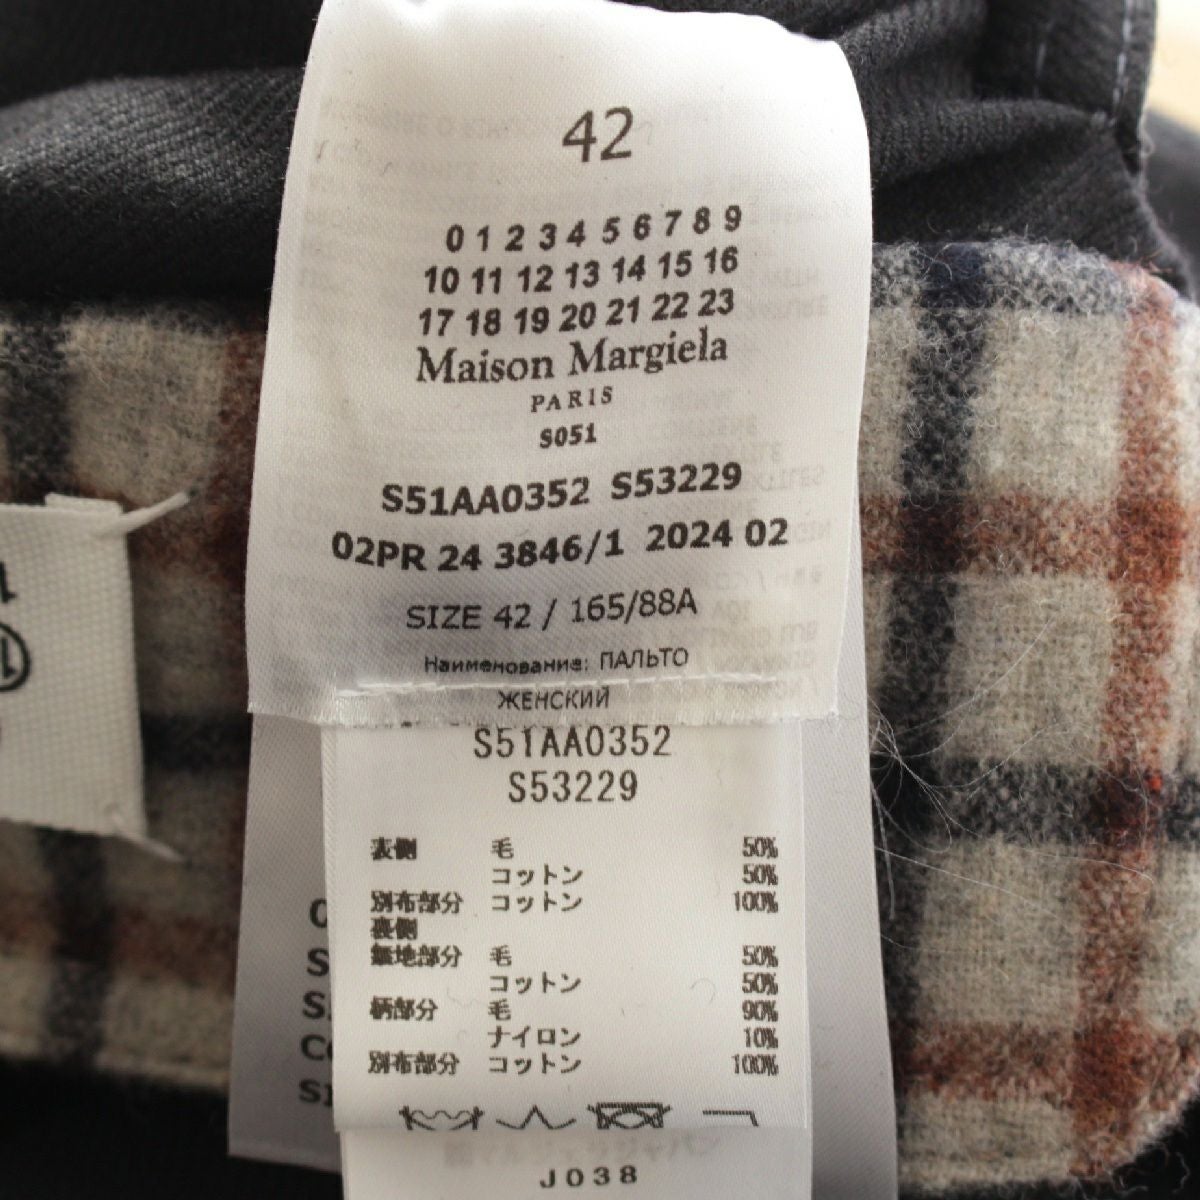 42
0 1 2 3 4 5 6 7 8 9
10 11 12 13 14 15 16
17 18 19 20 21 22 23
Maison Margiela
PARIS
S051
S51AA0352 S53229
02PR 24 3846/1 2024 02
SIZE 42 / 165/88A
Наименование: ПАЛЬТО
ЖЕНСКИЙ
S51AA0352
S53229
表側 毛 50%
コットン 50%
別布部分 コットン 100%
裏側
無地部分 毛 50%
コットン 50%
柄部分 毛 90%
ナイロン 10%
別布部分 コットン 100%
J038